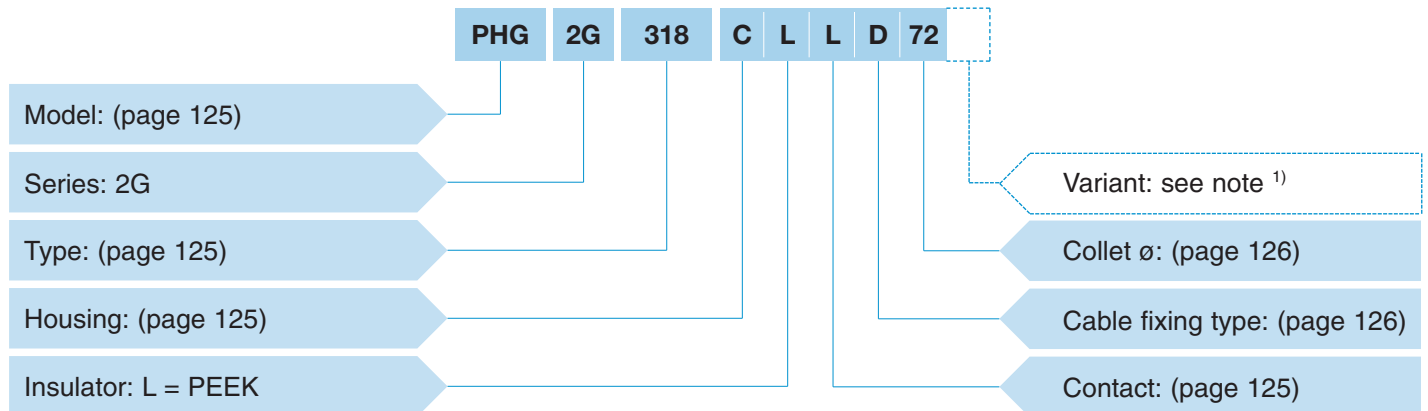 PHG 2G 318 C L L D 72
Model: (page 125)
Series: 2G
Variant: see note ¹⁾
Type: (page 125)
Collet ø: (page 126)
Housing: (page 125)
Cable fixing type: (page 126)
Insulator: L = PEEK
Contact: (page 125)